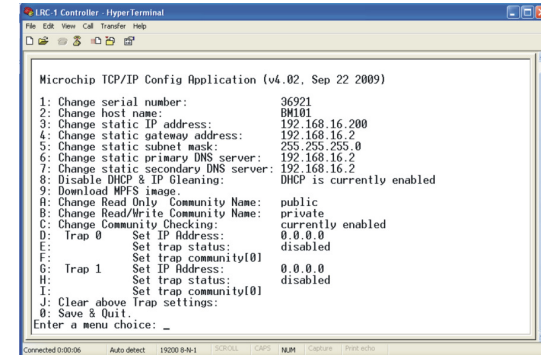 LRC-1 Controller - HyperTerminal
File Edit View Call Transfer Help
Microchip TCP/IP Config Application (v4.02, Sep 22 2009)
1: Change serial number: 36921
2: Change host name: BM101
3: Change static IP address: 192.168.16.200
4: Change static gateway address: 192.168.16.2
5: Change static subnet mask: 255.255.255.0
6: Change static primary DNS server: 192.168.16.2
7: Change static secondary DNS server: 192.168.16.2
8: Disable DHCP & IP Gleaning: DHCP is currently enabled
9: Download MPFS image.
A: Change Read Only Community Name: public
B: Change Read/Write Community Name: private
C: Change Community Checking: currently enabled
D: Trap 0 Set IP Address: 0.0.0.0
E: Set trap status: disabled
F: Set trap community[0]
G: Trap 1 Set IP Address: 0.0.0.0
H: Set trap status: disabled
I: Set trap community[0]
J: Clear above Trap settings:
0: Save & Quit.
Enter a menu choice: _
Connected 0:00:06 Auto detect 19200 8-N-1 SCROLL CAPS NUM Capture Print echo